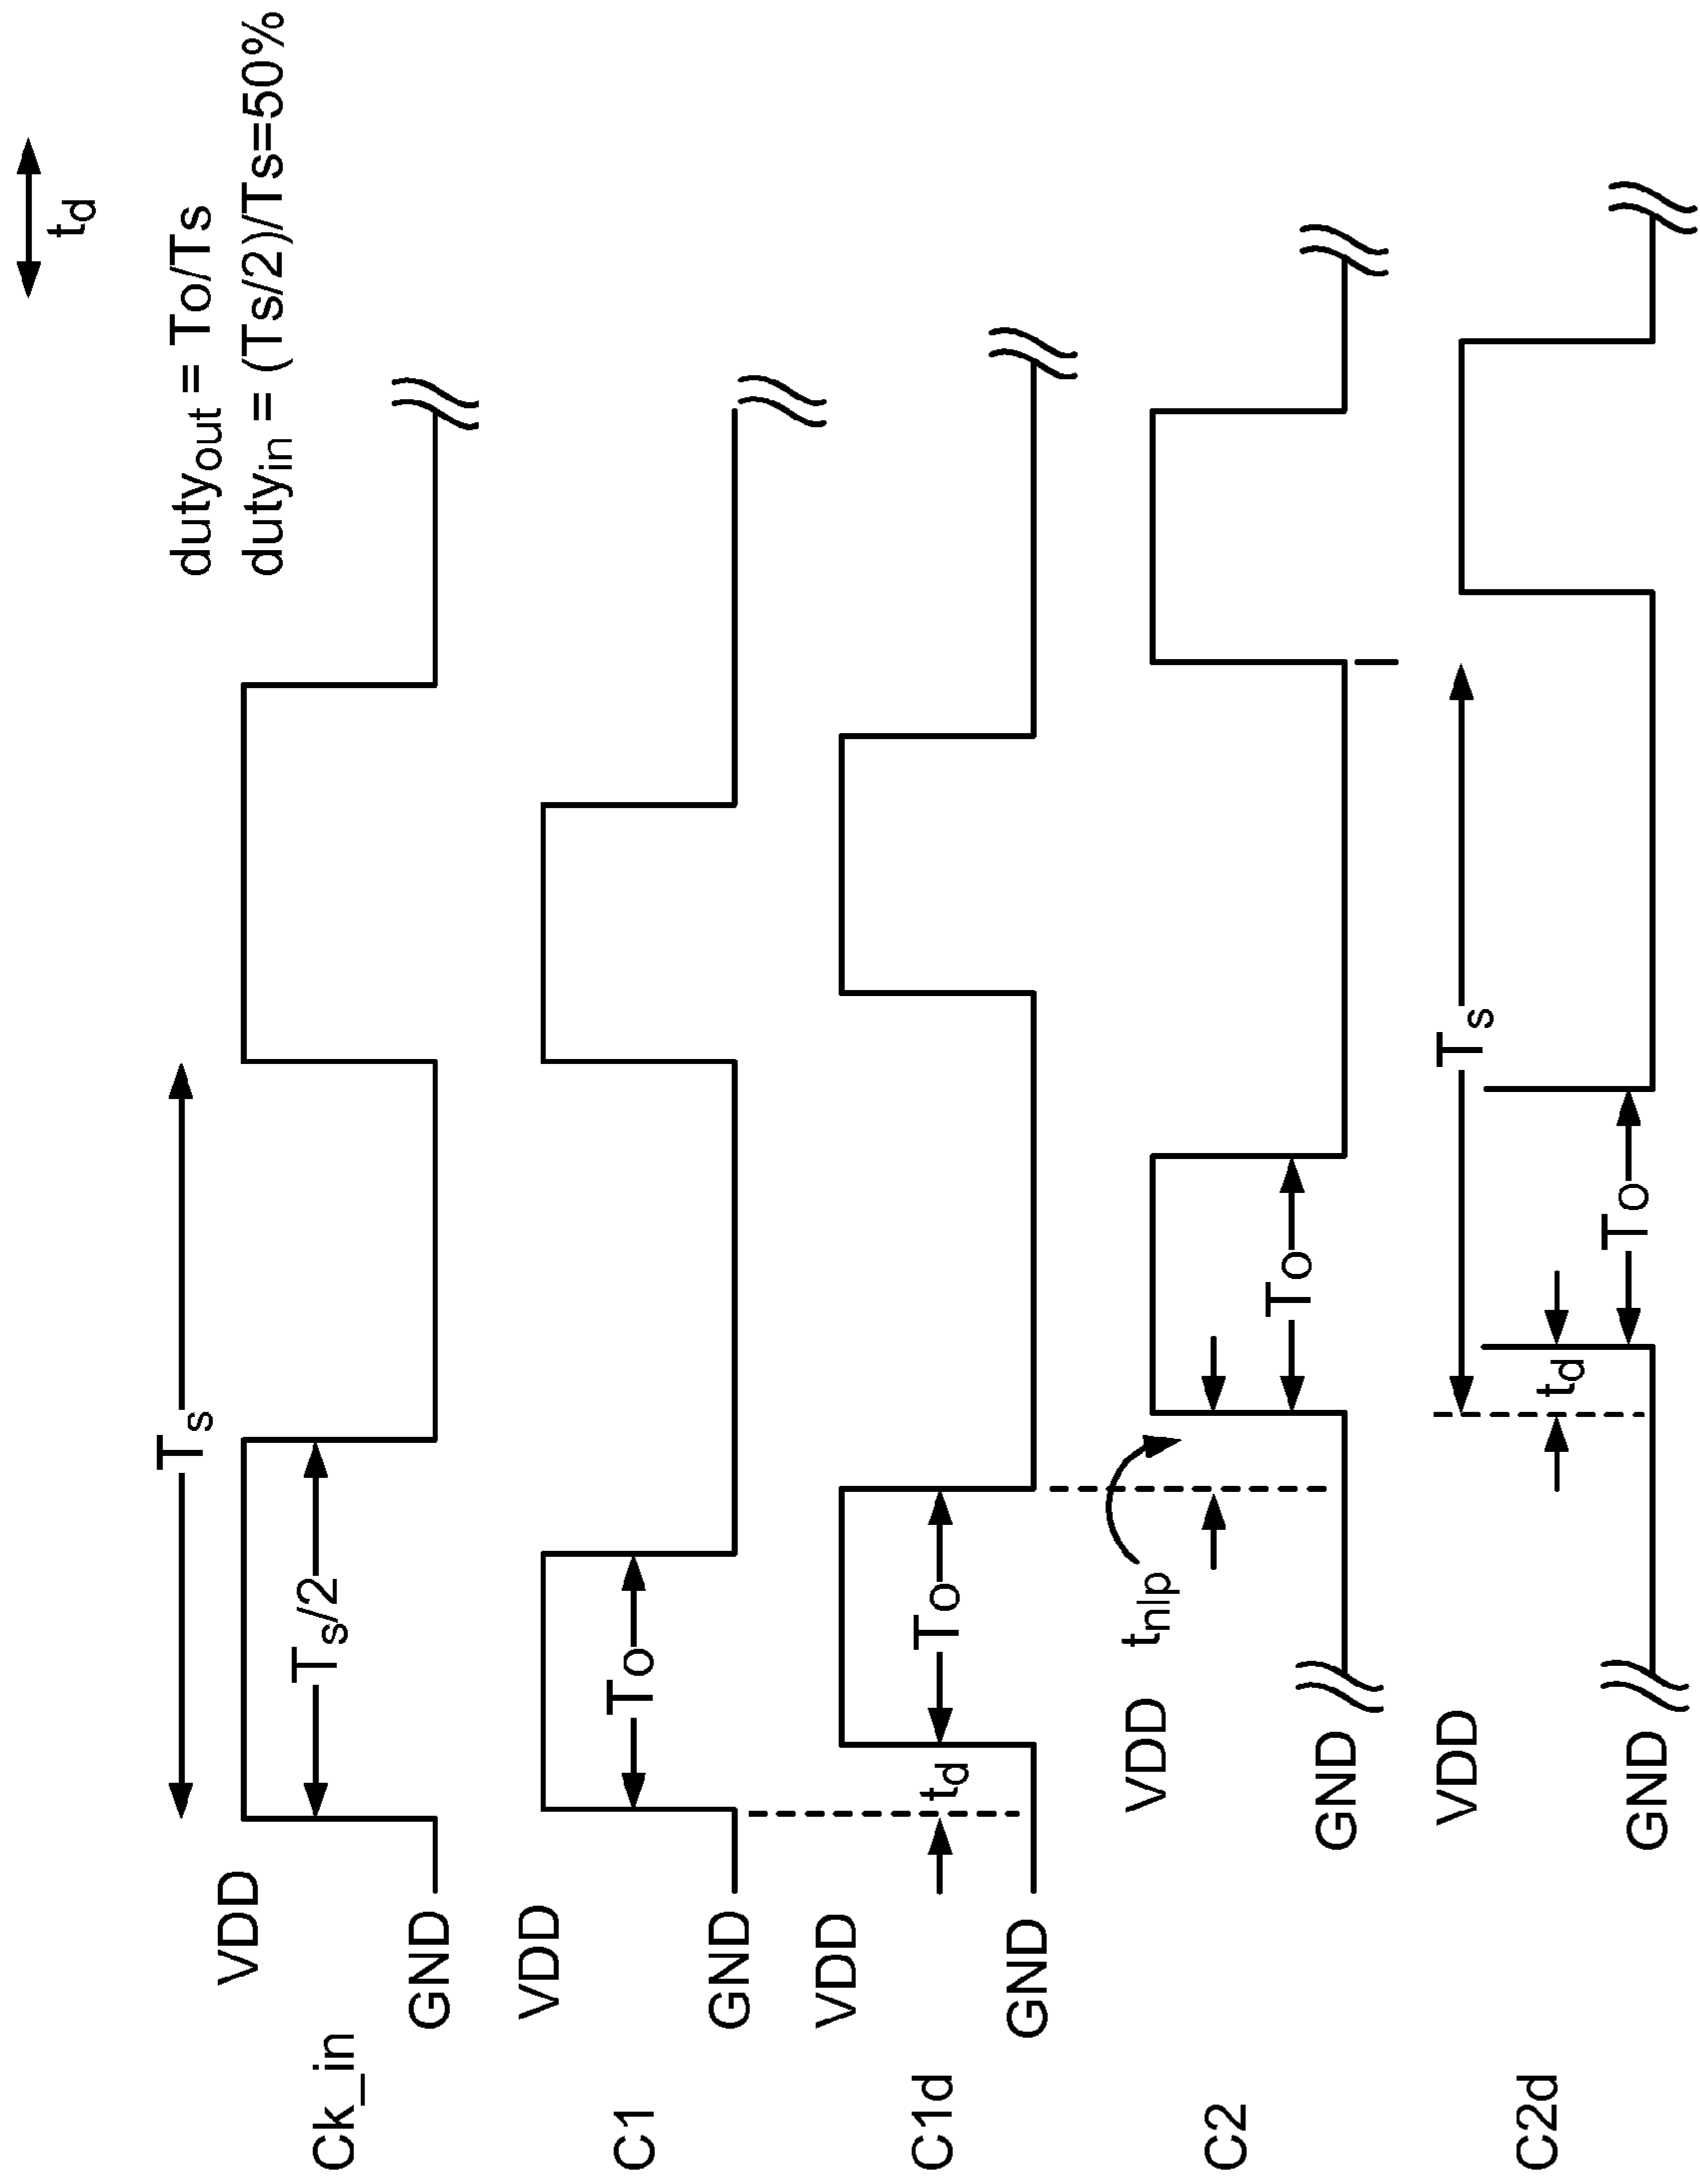 t_d
duty_out = To/Ts
duty_in = (Ts/2)/Ts=50%
T_s
Ck_in
VDD
GND
T_s/2
C1
VDD
GND
To
C1d
VDD
GND
t_d
To
C2
VDD
GND
t_nlp
To
C2d
VDD
GND
T_s
t_d
To